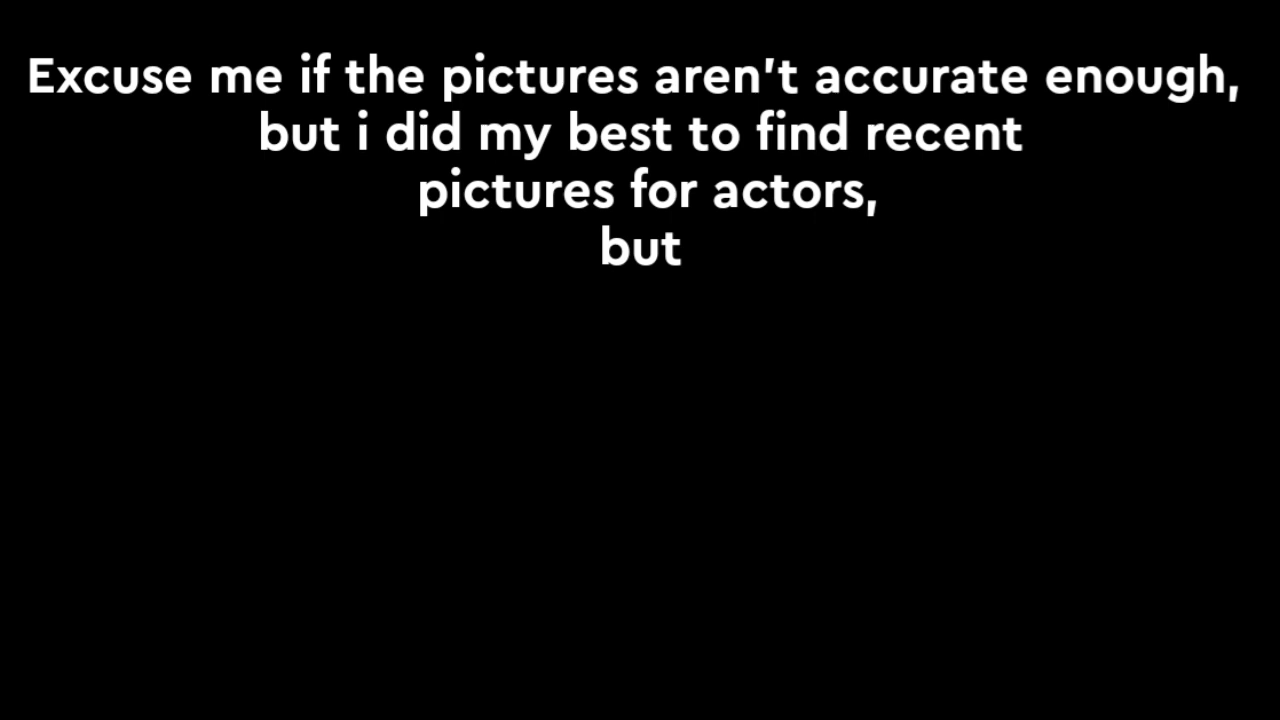 Excuse me if the pictures aren't accurate enough,
but i did my best to find recent
pictures for actors,
but